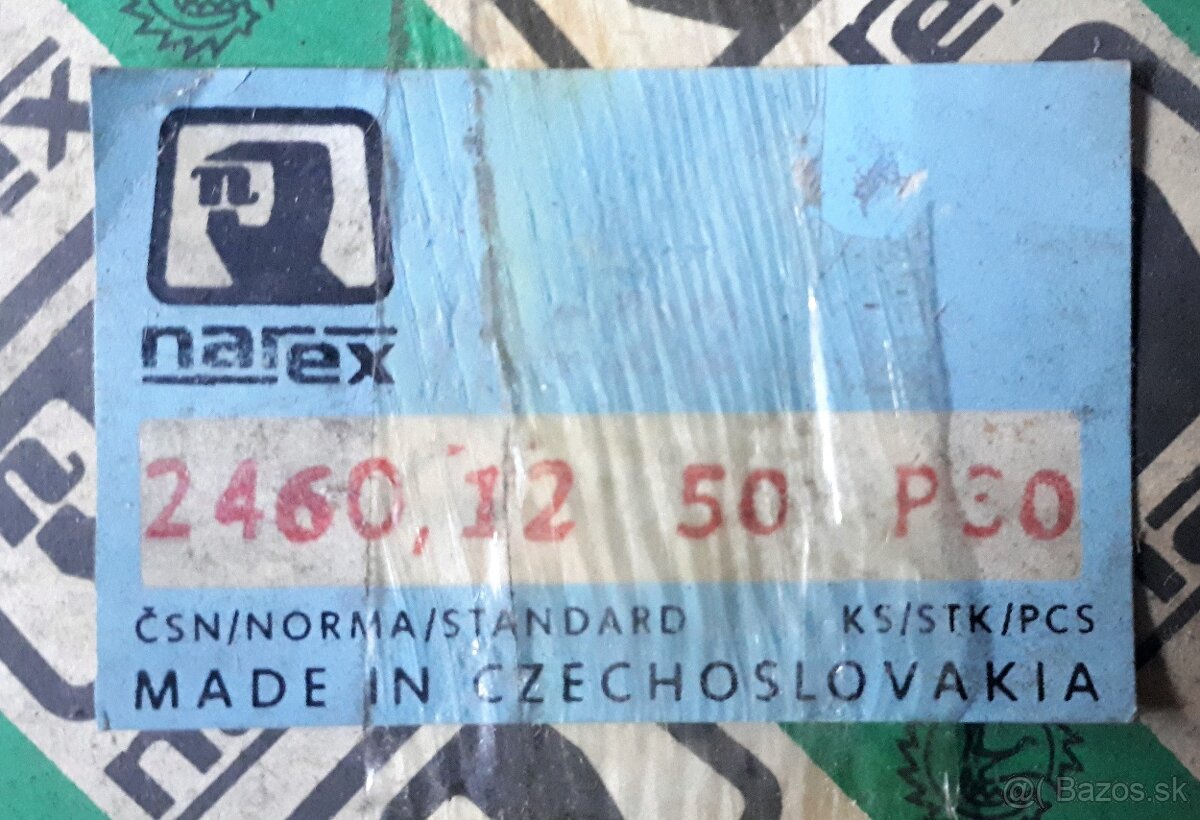 n
narex
2460,12 50 P30
ČSN/NORMA/STANDARD KS/STK/PCS
MADE IN CZECHOSLOVAKIA
@( Bazos.sk